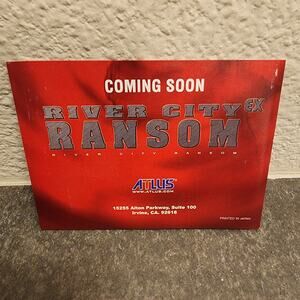 COMING SOON
RIVER CITY EX
RANSOM
RIVER CITY RANSOM
ATLUS
WWW.ATLUS.COM
15255 Alton Parkway, Suite 100
Irvine, CA. 92618
PRINTED IN JAPAN